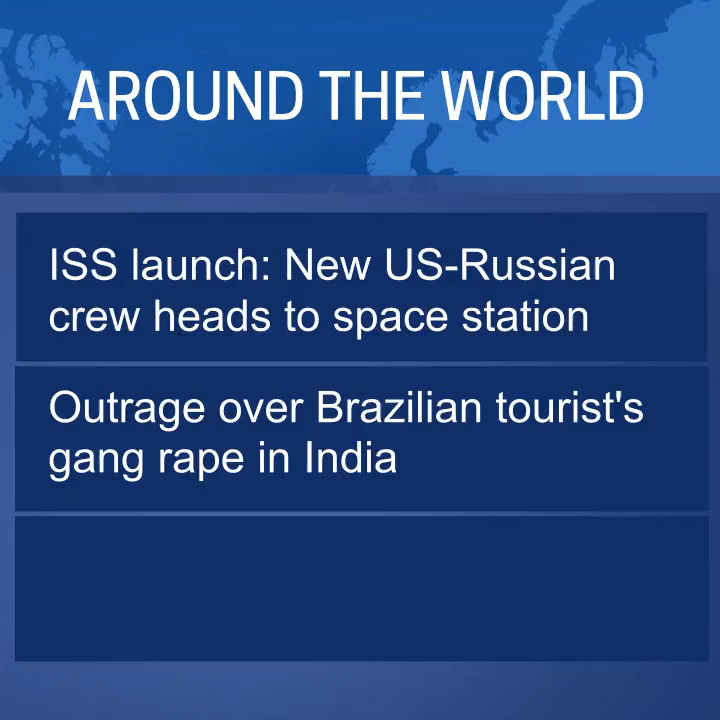 AROUND THE WORLD
ISS launch: New US-Russian
crew heads to space station
Outrage over Brazilian tourist's
gang rape in India